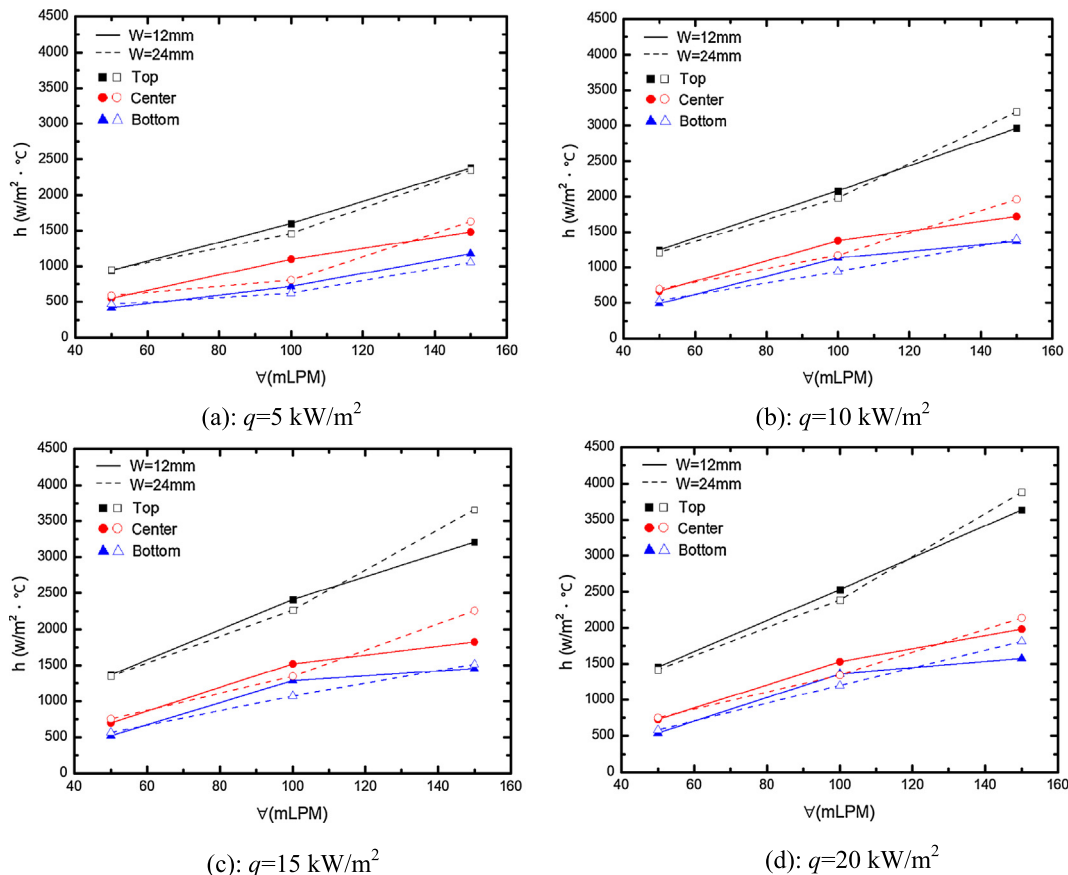 4500
4000
3500
3000
2500
2000
1500
1000
500
0
h (w/m² · ℃)
W=12mm
W=24mm
Top
Center
Bottom
40 60 80 100 120 140 160
∀(mLPM)
(a): q=5 kW/m²
4500
4000
3500
3000
2500
2000
1500
1000
500
0
h (w/m² · ℃)
W=12mm
W=24mm
Top
Center
Bottom
40 60 80 100 120 140 160
∀(mLPM)
(b): q=10 kW/m²
4500
4000
3500
3000
2500
2000
1500
1000
500
0
h (w/m² · ℃)
W=12mm
W=24mm
Top
Center
Bottom
40 60 80 100 120 140 160
∀(mLPM)
(c): q=15 kW/m²
4500
4000
3500
3000
2500
2000
1500
1000
500
0
h (w/m² · ℃)
W=12mm
W=24mm
Top
Center
Bottom
40 60 80 100 120 140 160
∀(mLPM)
(d): q=20 kW/m²